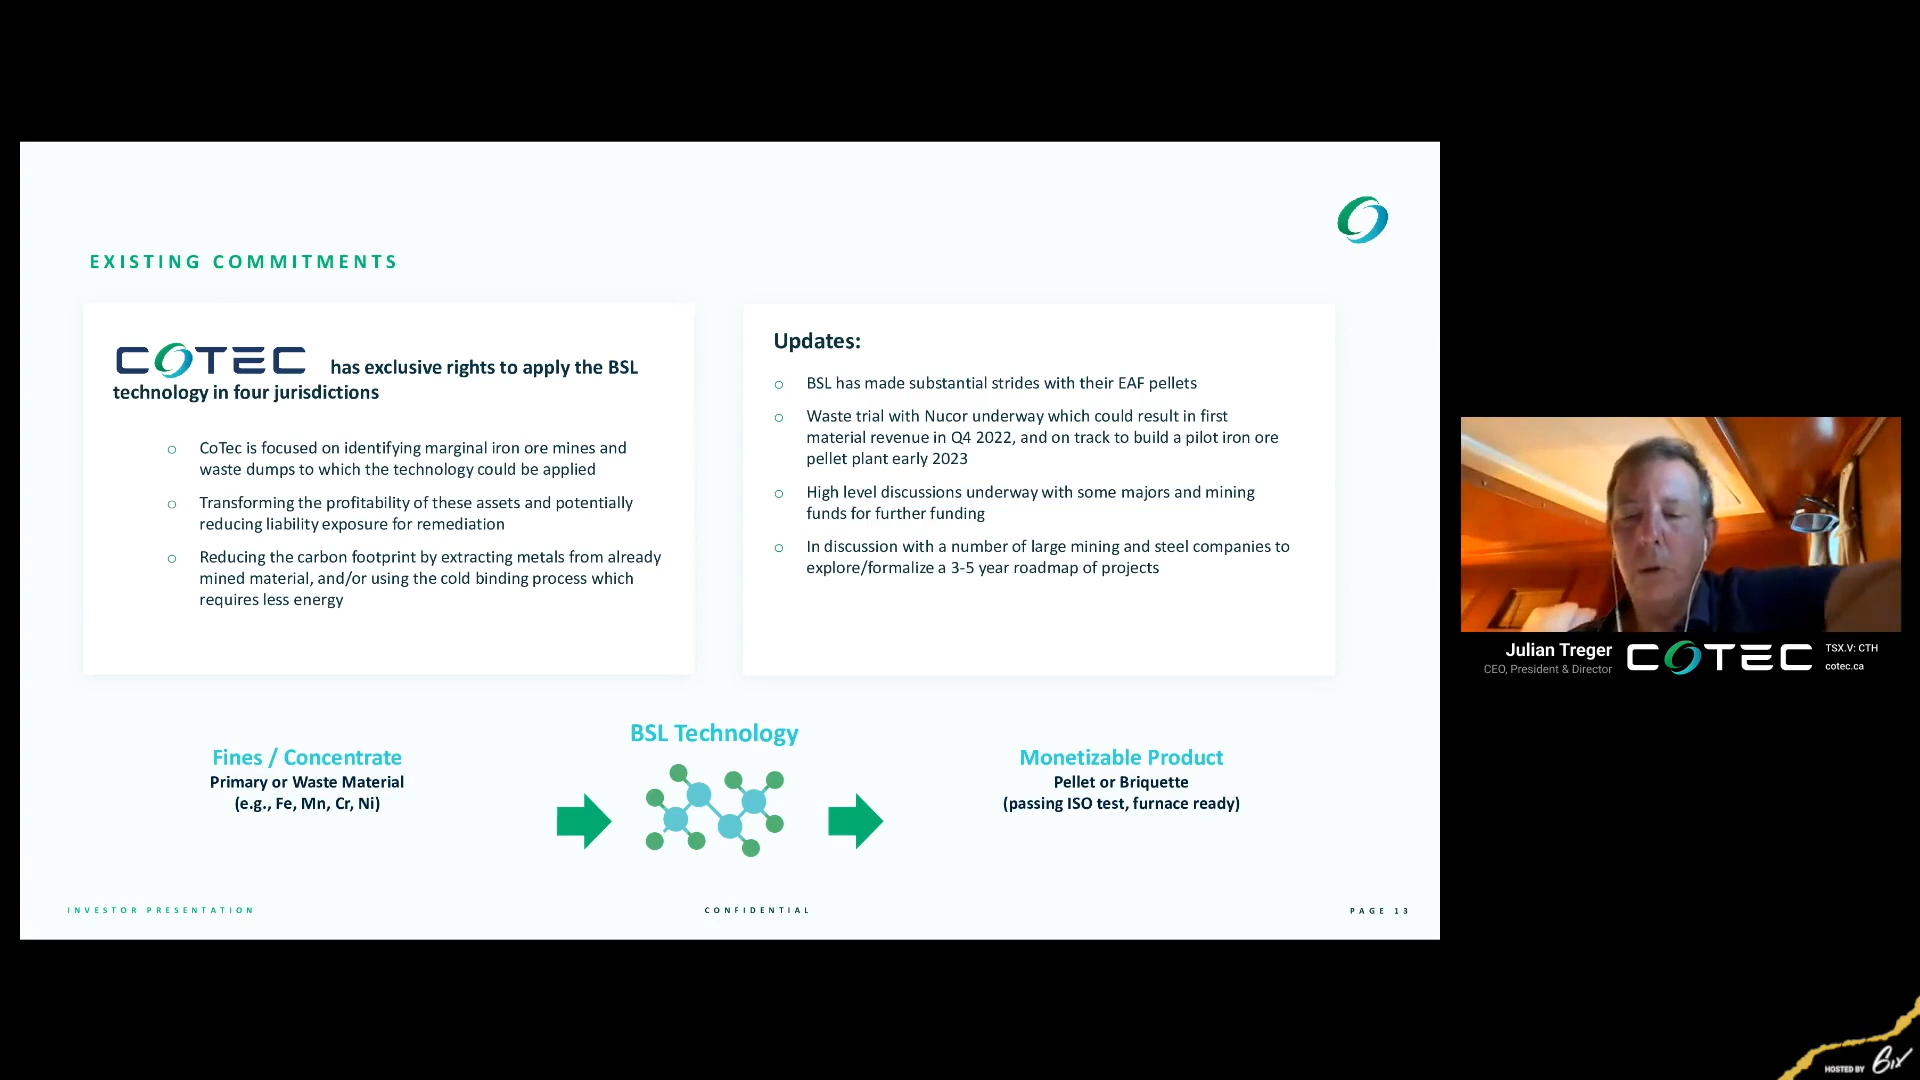 EXISTING COMMITMENTS
COTEC has exclusive rights to apply the BSL
technology in four jurisdictions
o CoTec is focused on identifying marginal iron ore mines and
waste dumps to which the technology could be applied
o Transforming the profitability of these assets and potentially
reducing liability exposure for remediation
o Reducing the carbon footprint by extracting metals from already
mined material, and/or using the cold binding process which
requires less energy
Updates:
o BSL has made substantial strides with their EAF pellets
o Waste trial with Nucor underway which could result in first
material revenue in Q4 2022, and on track to build a pilot iron ore
pellet plant early 2023
o High level discussions underway with some majors and mining
funds for further funding
o In discussion with a number of large mining and steel companies to
explore/formalize a 3-5 year roadmap of projects
Fines / Concentrate
Primary or Waste Material
(e.g., Fe, Mn, Cr, Ni)
BSL Technology
Monetizable Product
Pellet or Briquette
(passing ISO test, furnace ready)
INVESTOR PRESENTATION
CONFIDENTIAL
PAGE 13
Julian Treger
CEO, President & Director
COTEC
TSX.V: CTH
cotec.ca
HOSTED BY 6ix